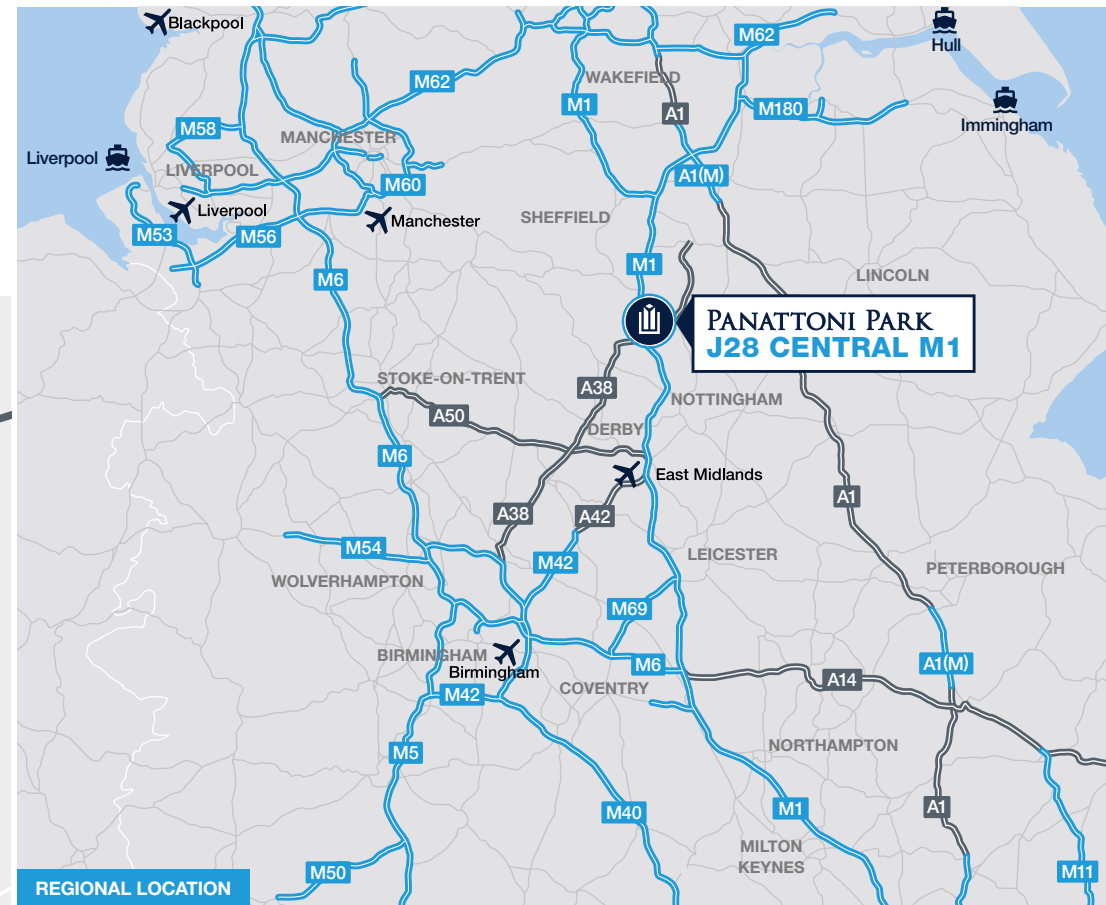 Blackpool
M62
Hull
M62
WAKEFIELD
M1
A1
M180
Immingham
M58
MANCHESTER
Liverpool
LIVERPOOL
M60
A1(M)
Liverpool
Manchester
SHEFFIELD
M53
M56
M6
M1
LINCOLN
PANATTONI PARK
J28 CENTRAL M1
STOKE-ON-TRENT
A38
NOTTINGHAM
A50
DERBY
M6
East Midlands
A1
A38
A42
M54
M42
LEICESTER
PETERBOROUGH
WOLVERHAMPTON
M69
BIRMINGHAM
Birmingham
M6
A1(M)
COVENTRY
A14
M42
M5
NORTHAMPTON
M40
M1
A1
MILTON
KEYNES
M50
M11
REGIONAL LOCATION